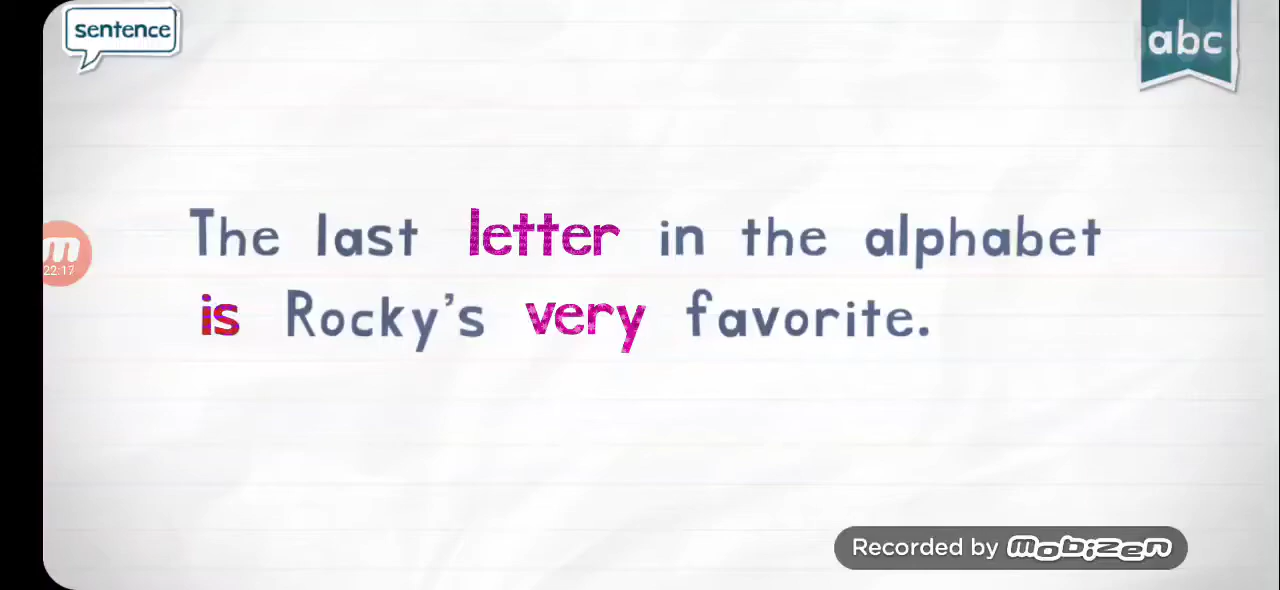 sentence
abc
The last letter in the alphabet
22:17
is Rocky's very favorite.
Recorded by mobizen